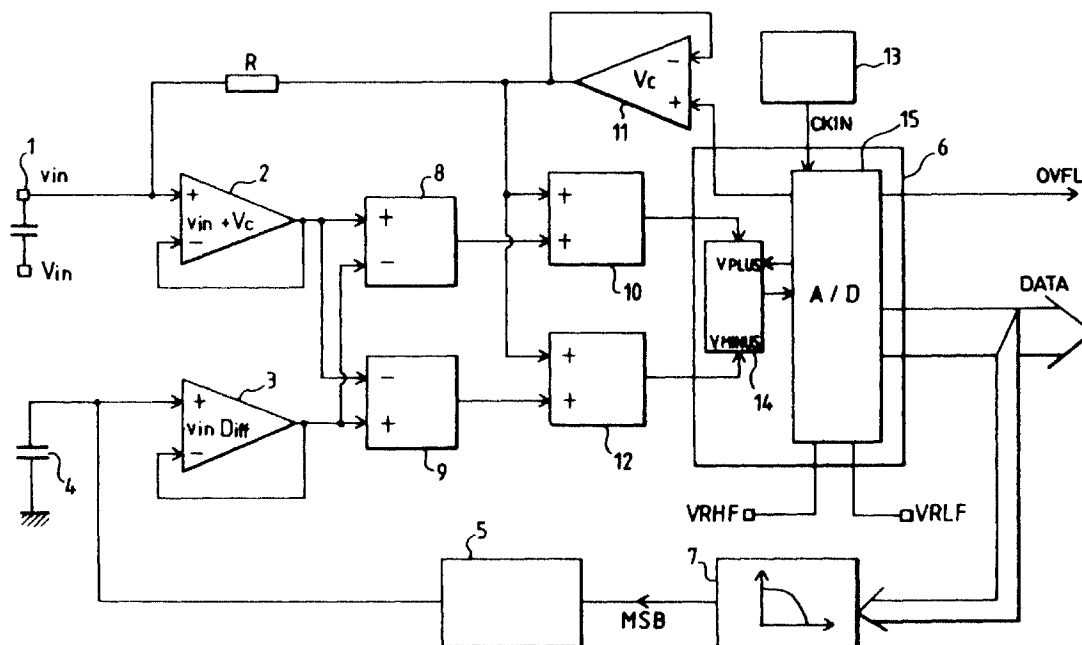 R
Vc
-
+
11
13
CKIN
15
6
1
vin
2
+
vin +Vc
-
8
+
-
+
+
10
OVFL
Vin
VPLUS
A / D
DATA
VMINUS
14
3
+
vin Diff
-
-
+
9
+
+
12
4
VRHF
VRLF
5
7
MSB